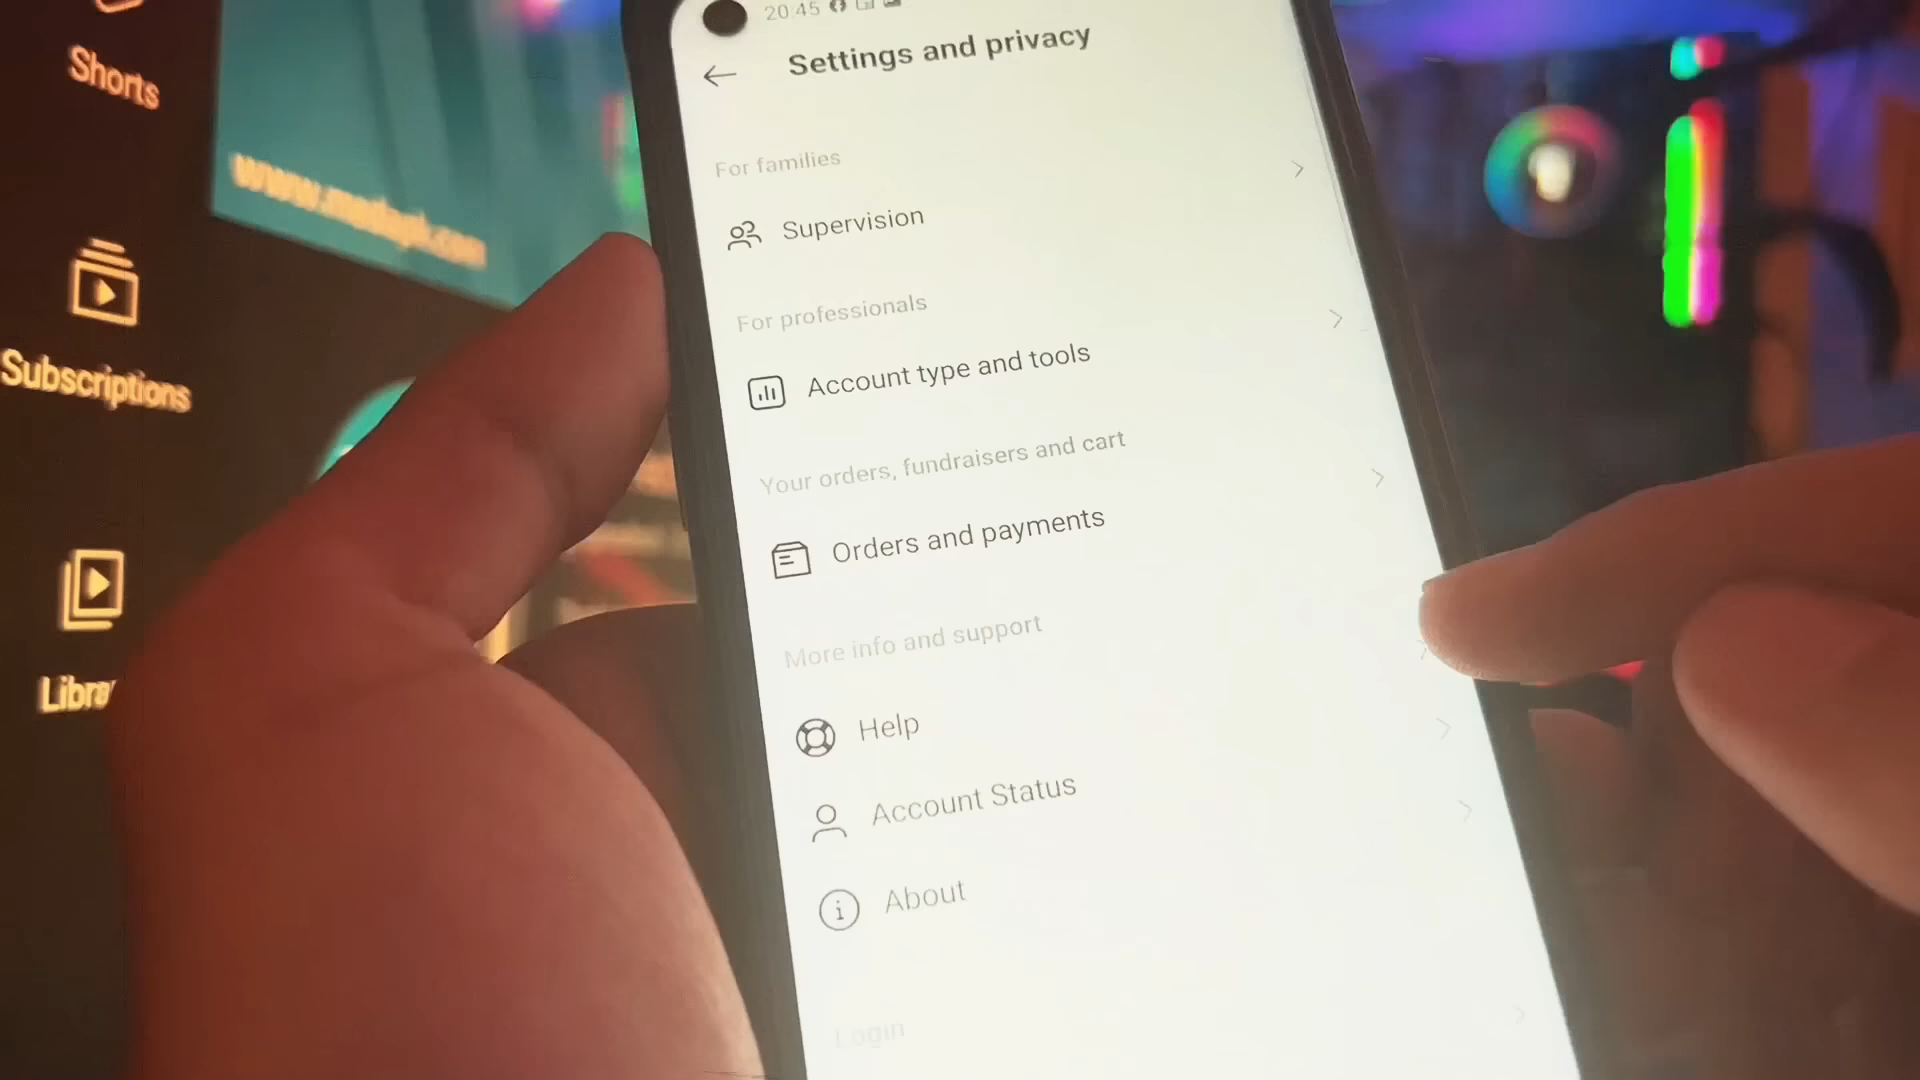 Shorts
Subscriptions
20:45
Settings and privacy
For families
Supervision
For professionals
Account type and tools
Your orders, fundraisers and cart
Orders and payments
More info and support
Help
Account Status
About
Login